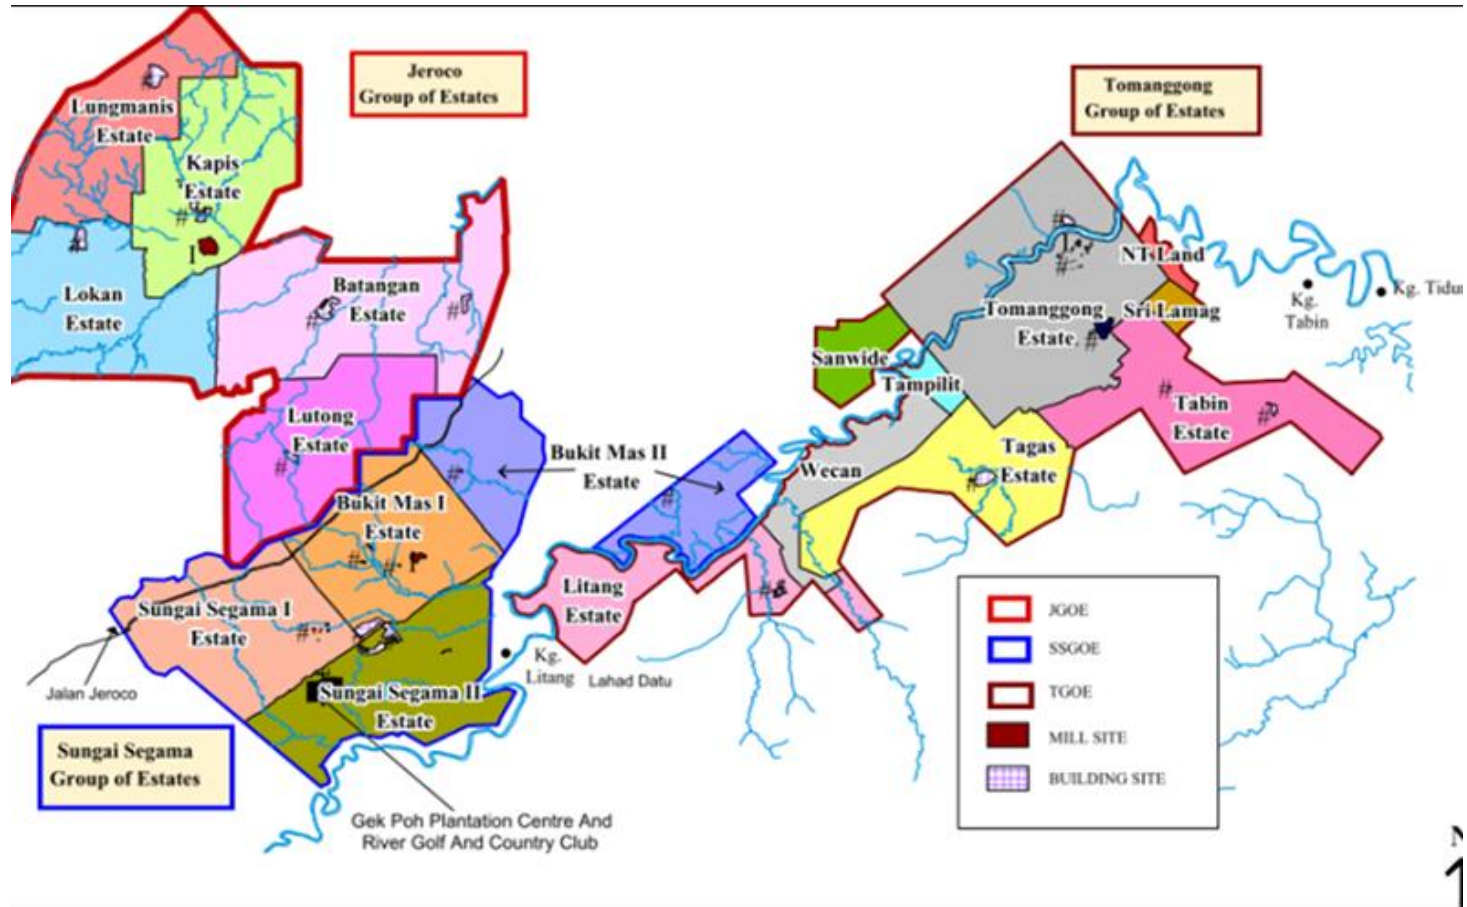 Jeroco
Group of Estates
Tomanggong
Group of Estates
Lungmanis
Estate
Kapis
Estate
Lokan
Estate
Batangan
Estate
Lutong
Estate
Bukit Mas I
Estate
Bukit Mas II
Estate
Sungai Segama I
Estate
Sungai Segama II
Estate
Jalan Jeroco
Kg.
Litang
Lahad Datu
Litang
Estate
Wecan
Sanwide
Tampilit
Tomanggong
Estate
NT Land
Sri Lamag
Tabin
Estate
Tagas
Estate
Kg.
Tabin
Kg. Tidun
Sungai Segama
Group of Estates
Gek Poh Plantation Centre And
River Golf And Country Club
JGOE
SSGOE
TGOE
MILL SITE
BUILDING SITE
N